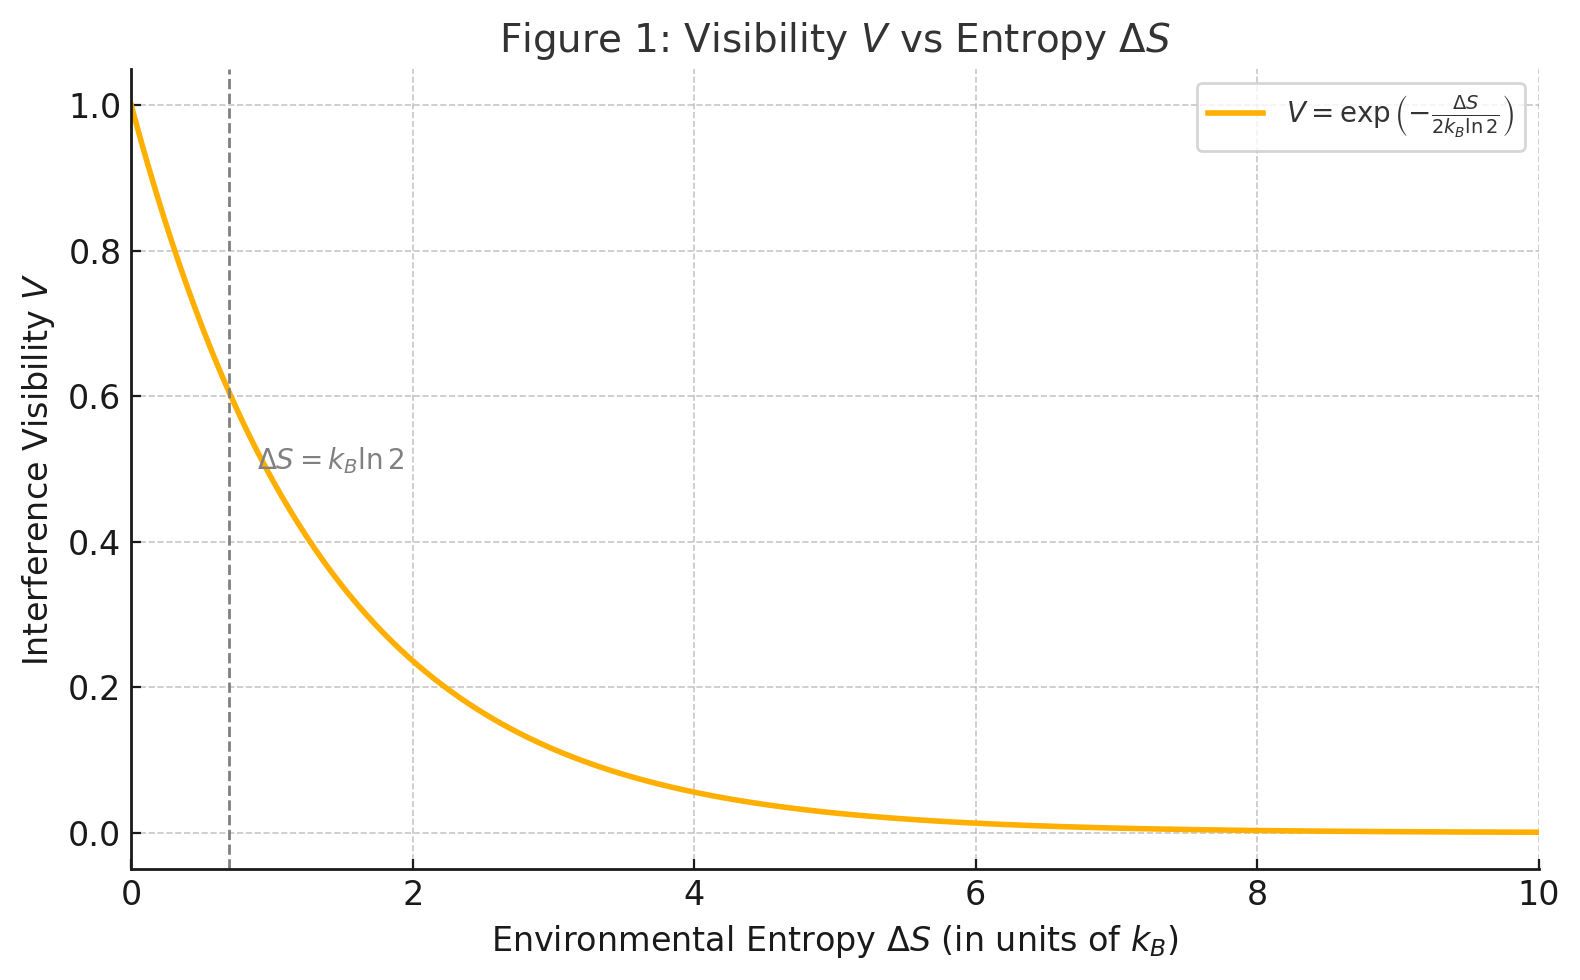 Figure 1: Visibility V vs Entropy ΔS
V = exp(−ΔS/(2k_B ln 2))
1.0
0.8
0.6
0.4
0.2
0.0
Interference Visibility V
ΔS = k_B ln 2
0 2 4 6 8 10
Environmental Entropy ΔS (in units of k_B)